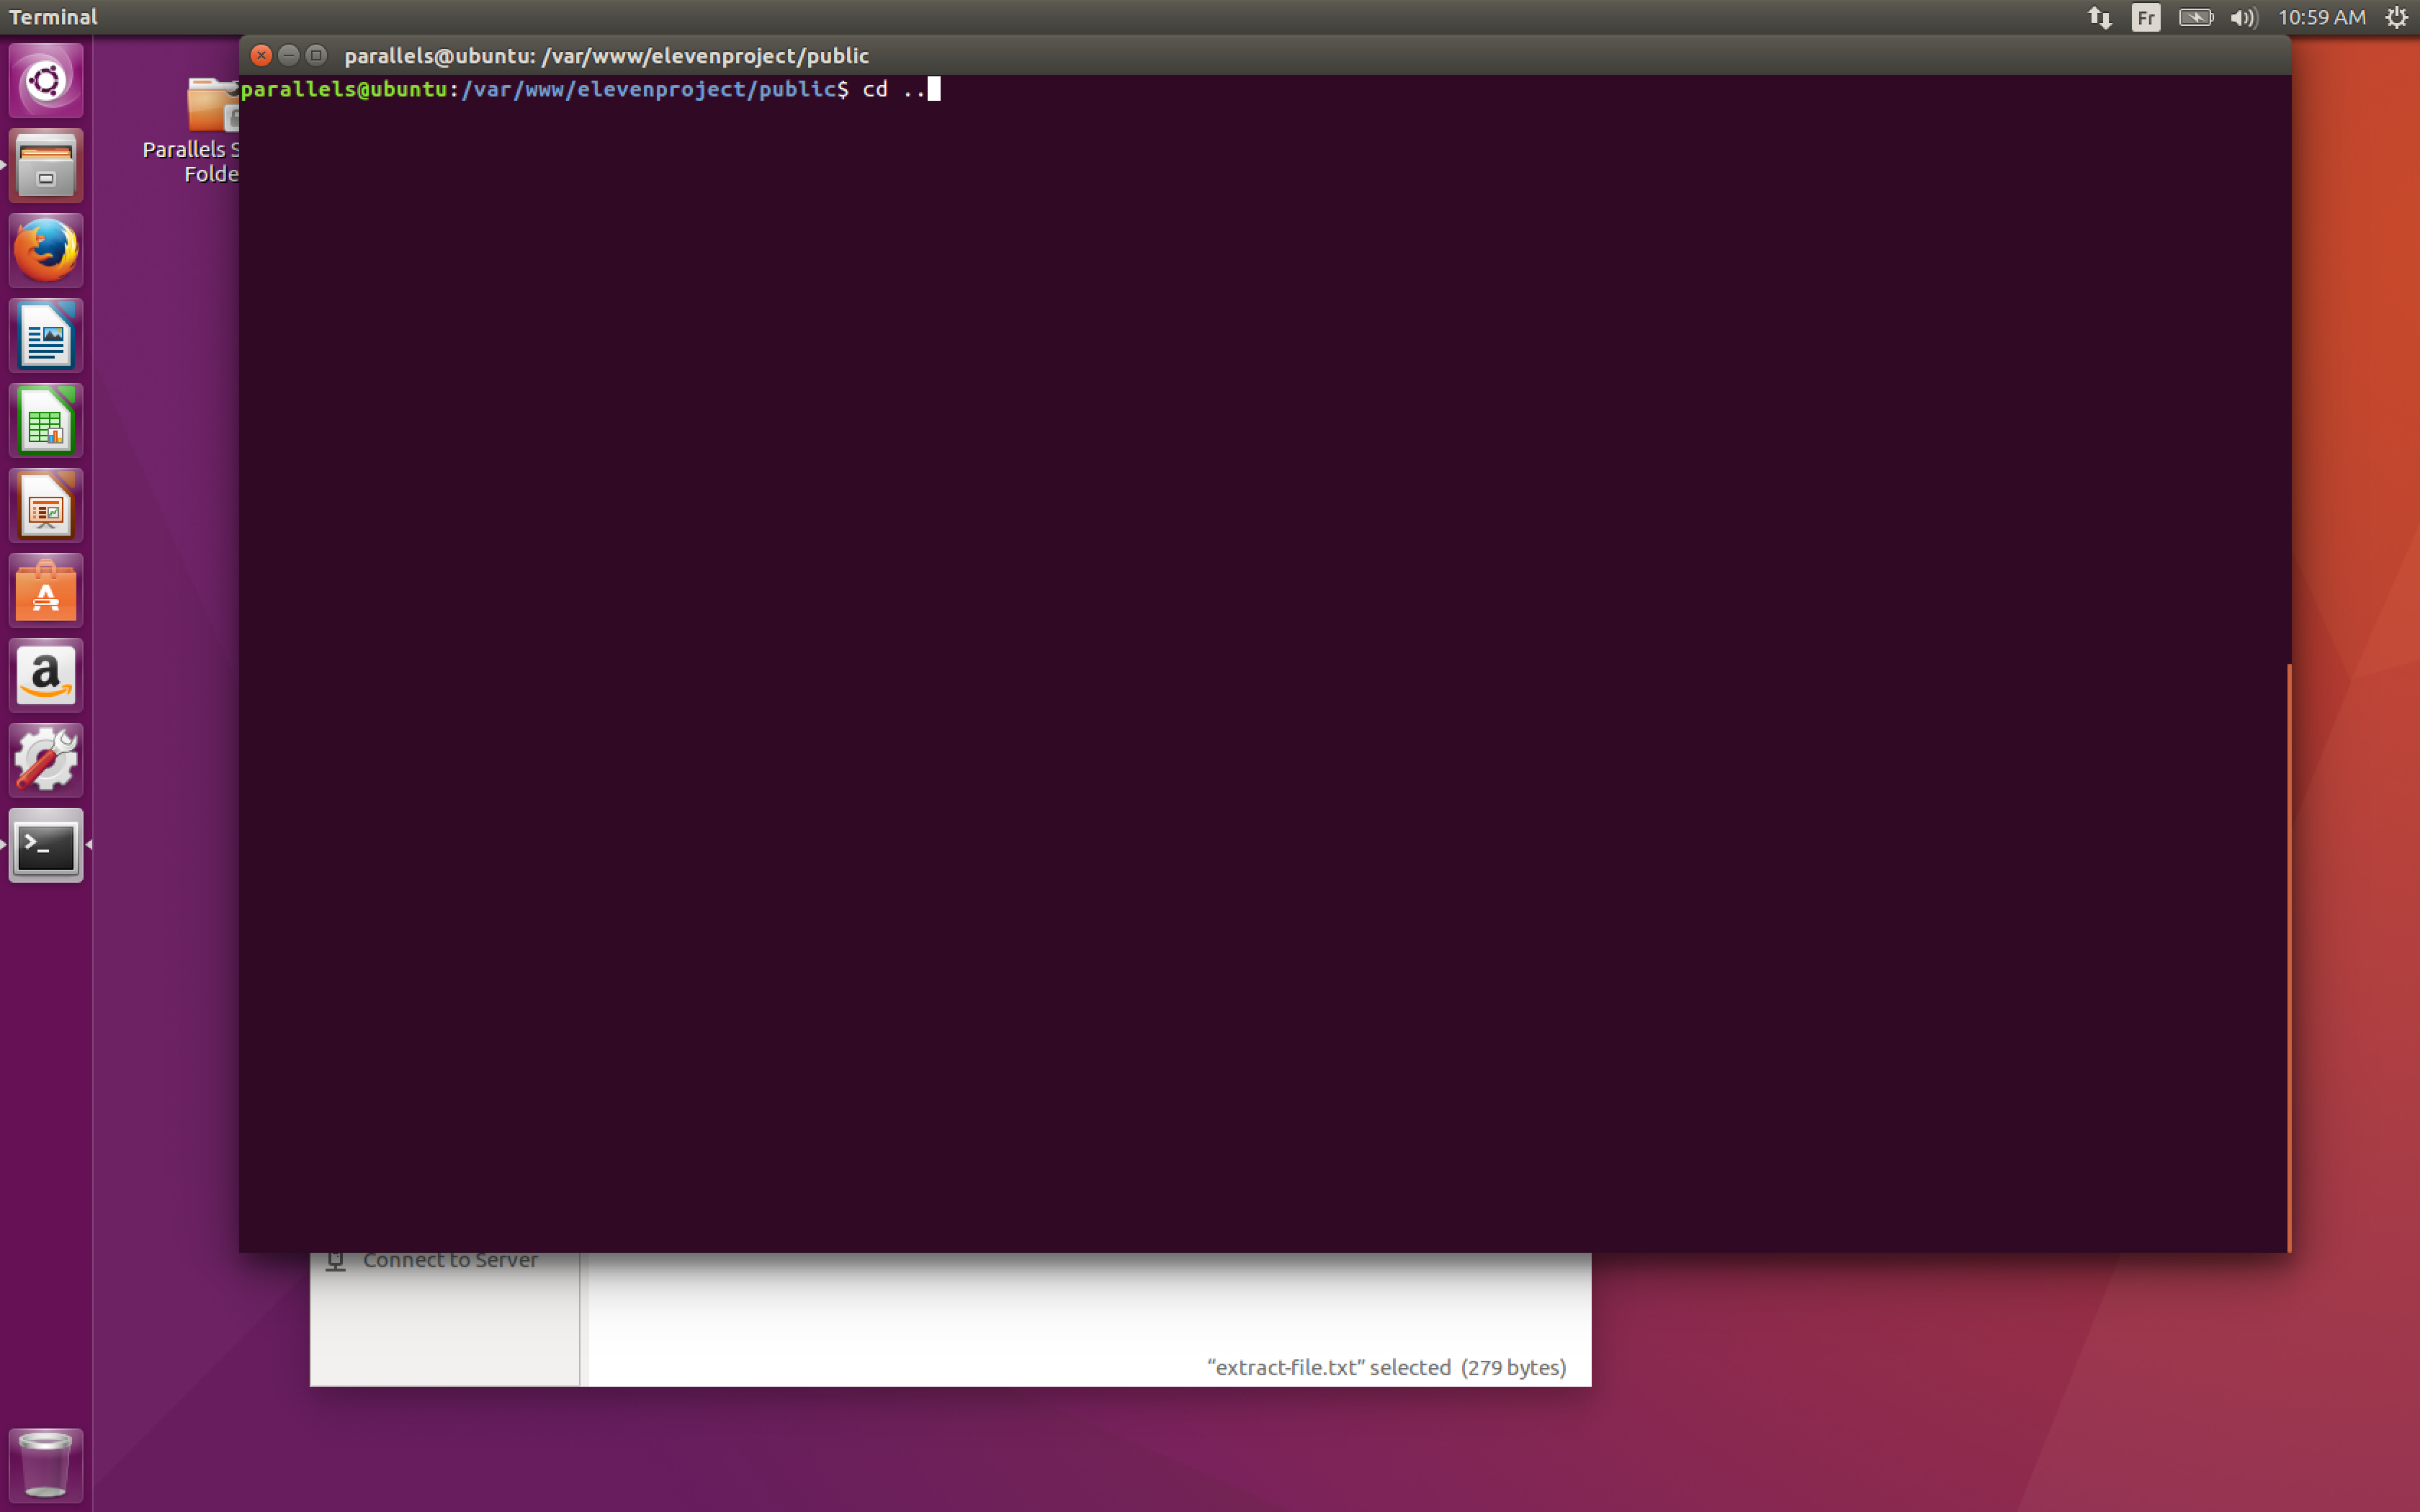 Terminal
Fr
10:59 AM
parallels@ubuntu: /var/www/elevenproject/public
parallels@ubuntu:/var/www/elevenproject/public$ cd ..
Parallels S
Folde
Connect to Server
“extract-file.txt” selected (279 bytes)